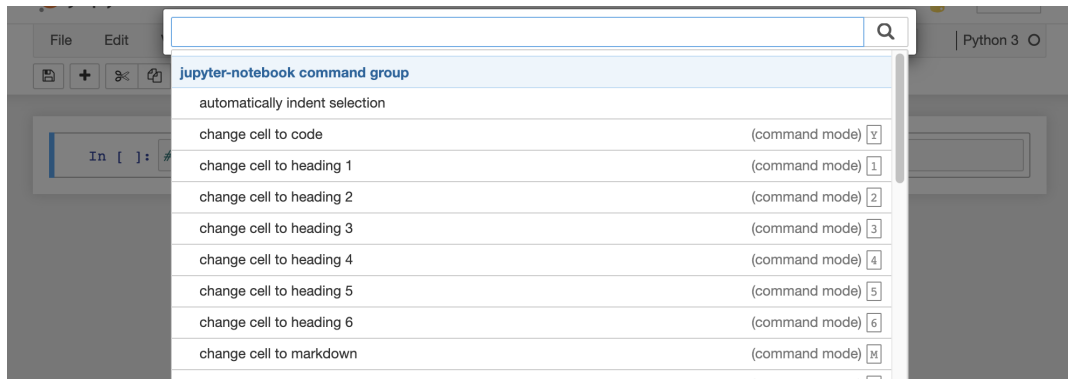 File Edit
Python 3
jupyter-notebook command group
automatically indent selection
change cell to code (command mode) Y
In [ ]: #
change cell to heading 1 (command mode) 1
change cell to heading 2 (command mode) 2
change cell to heading 3 (command mode) 3
change cell to heading 4 (command mode) 4
change cell to heading 5 (command mode) 5
change cell to heading 6 (command mode) 6
change cell to markdown (command mode) M